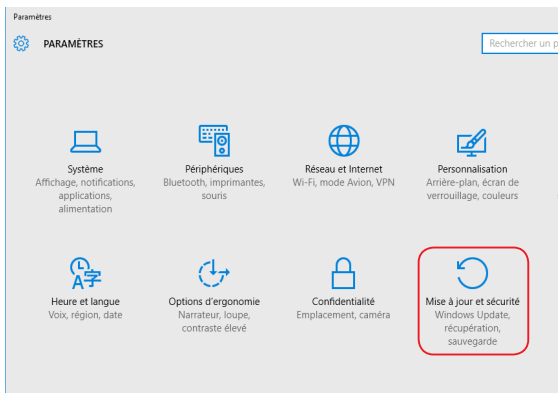 Paramètres
PARAMÈTRES
Rechercher un p
Système
Affichage, notifications,
applications,
alimentation
Périphériques
Bluetooth, imprimantes,
souris
Réseau et Internet
Wi-Fi, mode Avion, VPN
Personnalisation
Arrière-plan, écran de
verrouillage, couleurs
Heure et langue
Voix, région, date
Options d'ergonomie
Narrateur, loupe,
contraste élevé
Confidentialité
Emplacement, caméra
Mise à jour et sécurité
Windows Update,
récupération,
sauvegarde